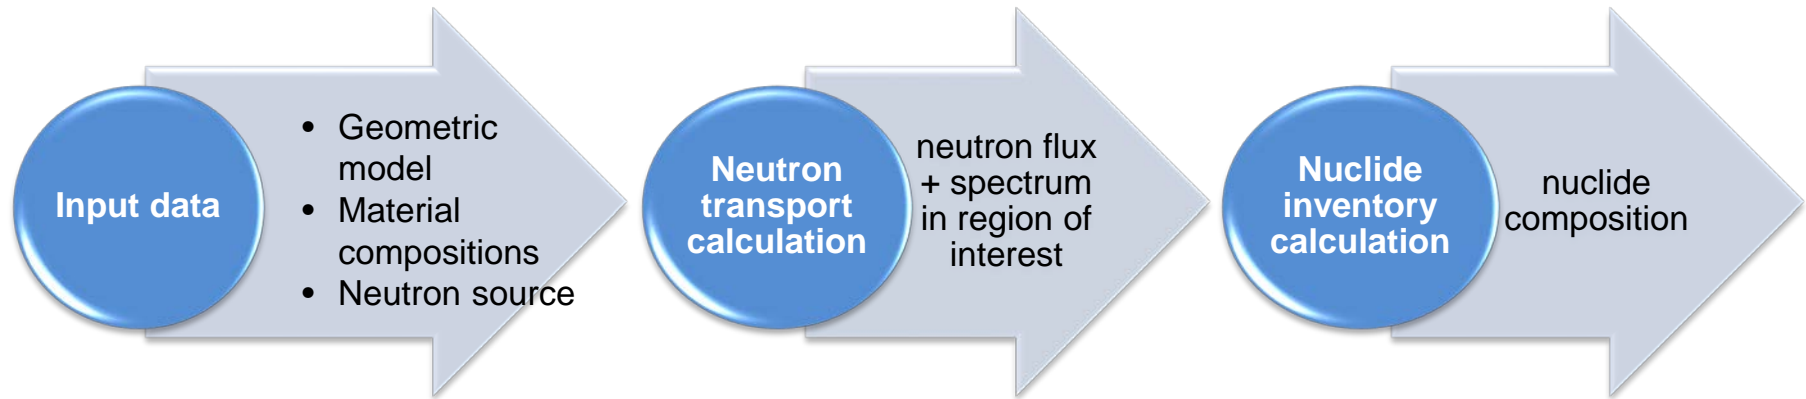 Input data
• Geometric
model
• Material
compositions
• Neutron source
Neutron
transport
calculation
neutron flux
+ spectrum
in region of
interest
Nuclide
inventory
calculation
nuclide
composition